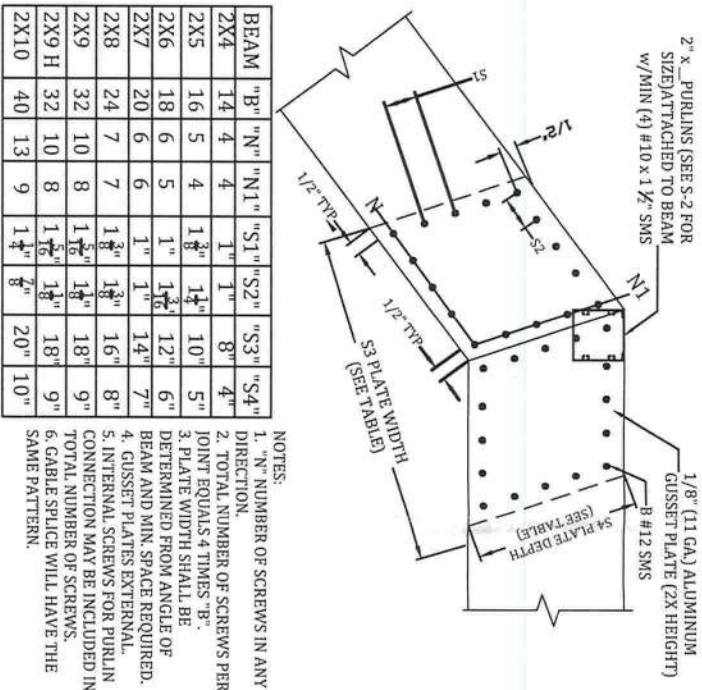 2" x _PURLINS (SEE S-2 FOR
SIZE)ATTACHED TO BEAM
w/MIN (4) #10 x 1 ½" SMS
1/8" (11 GA.) ALUMINUM
GUSSET PLATE (2X HEIGHT)
B #12 SMS
S1
1/2"
S2
N1
N
1/2" TYP
1/2" TYP
S3 PLATE WIDTH
(SEE TABLE)
S4 PLATE DEPTH
(SEE TABLE)
BEAM "B" "N" "N1" "S1" "S2" "S3" "S4"
2X4 14 4 4 1" 1" 8" 4"
2X5 16 5 4 1 3/8" 1 1/4" 10" 5"
2X6 18 6 5 1" 1 3/16" 12" 6"
2X7 20 6 6 1" 1" 14" 7"
2X8 24 7 7 1 3/8" 1 3/8" 16" 8"
2X9 32 10 8 1 5/16" 1 1/8" 18" 9"
2X9 H 32 10 8 1 5/16" 1 1/8" 18" 9"
2X10 40 13 9 1 1/4" 7/8" 20" 10"
NOTES:
1. "N" NUMBER OF SCREWS IN ANY
DIRECTION.
2. TOTAL NUMBER OF SCREWS PER
JOINT EQUALS 4 TIMES "B".
3. PLATE WIDTH SHALL BE
DETERMINED FROM ANGLE OF
BEAM AND MIN. SPACE REQUIRED.
4. GUSSET PLATES EXTERNAL.
5. INTERNAL SCREWS FOR PURLIN
CONNECTION MAY BE INCLUDED IN
TOTAL NUMBER OF SCREWS.
6. GABLE SPLICE WILL HAVE THE
SAME PATTERN.